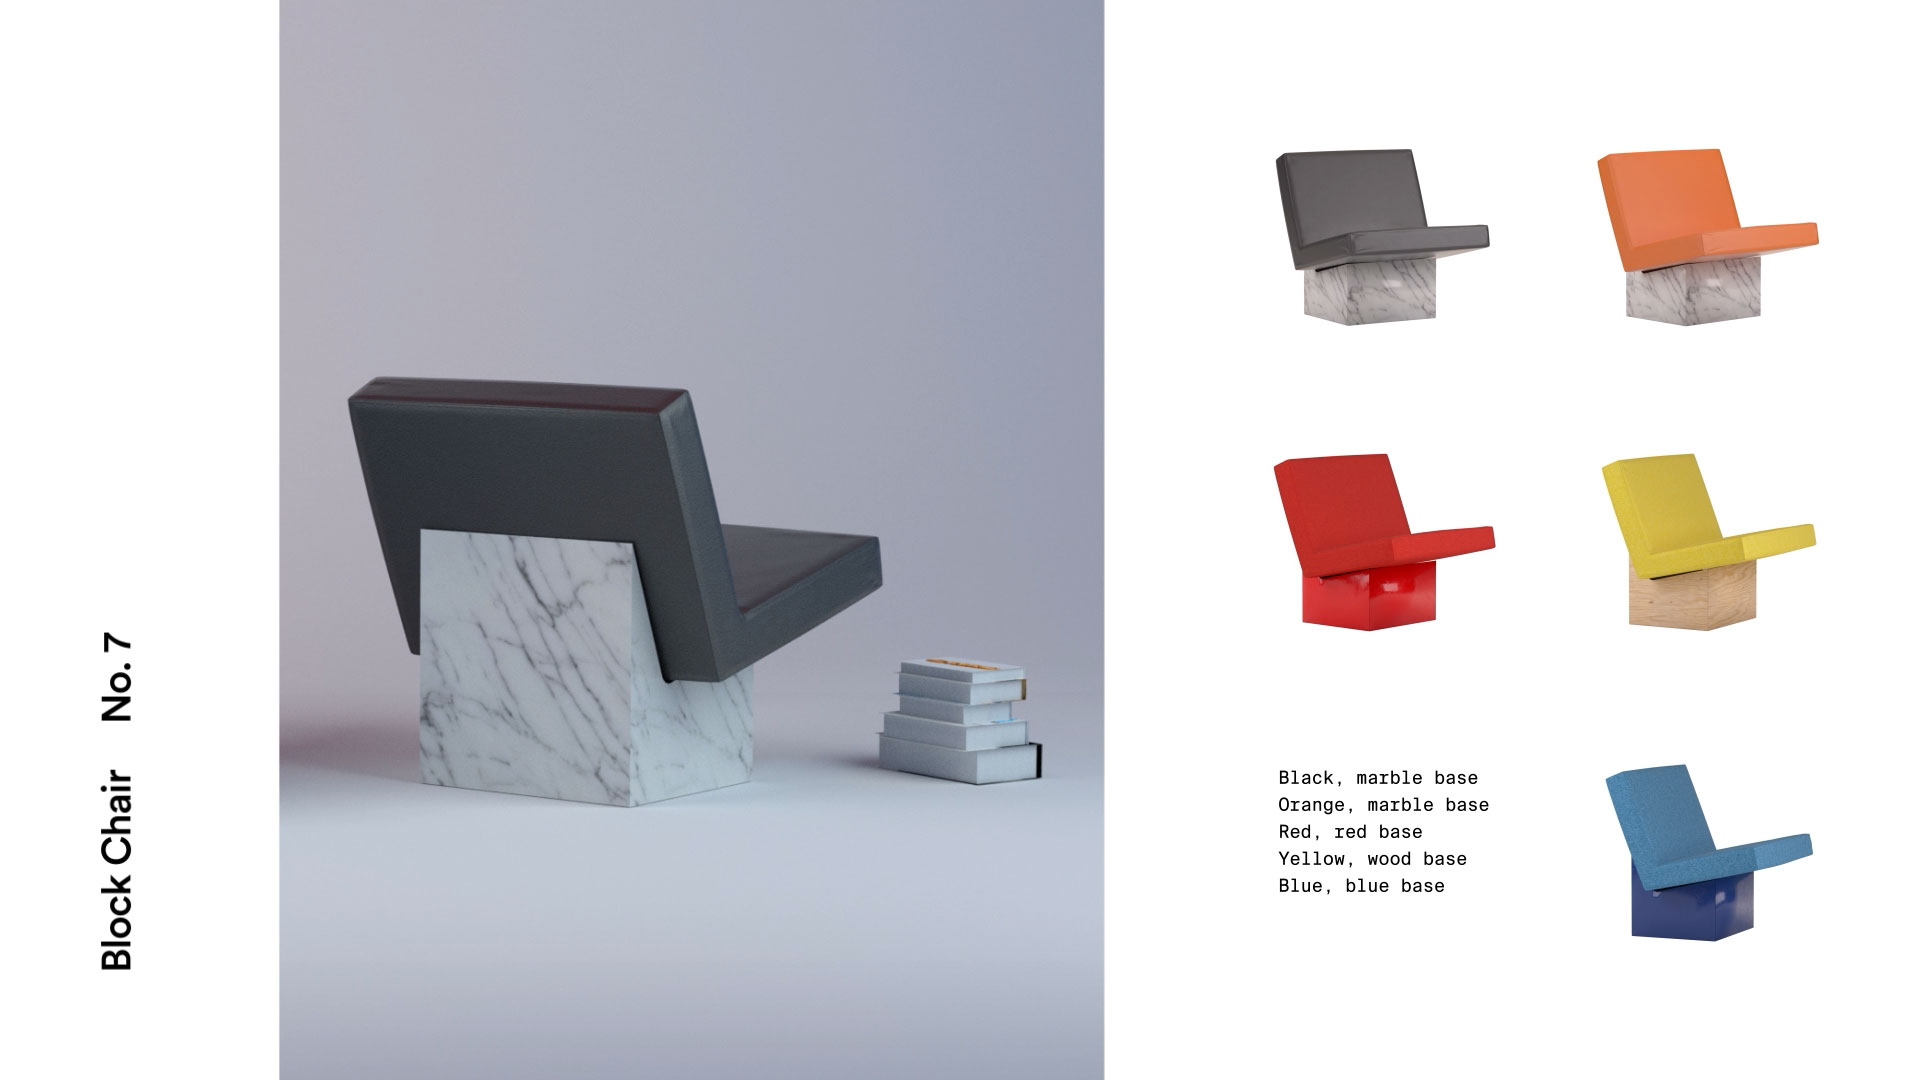 Block Chair No. 7
Black, marble base
Orange, marble base
Red, red base
Yellow, wood base
Blue, blue base